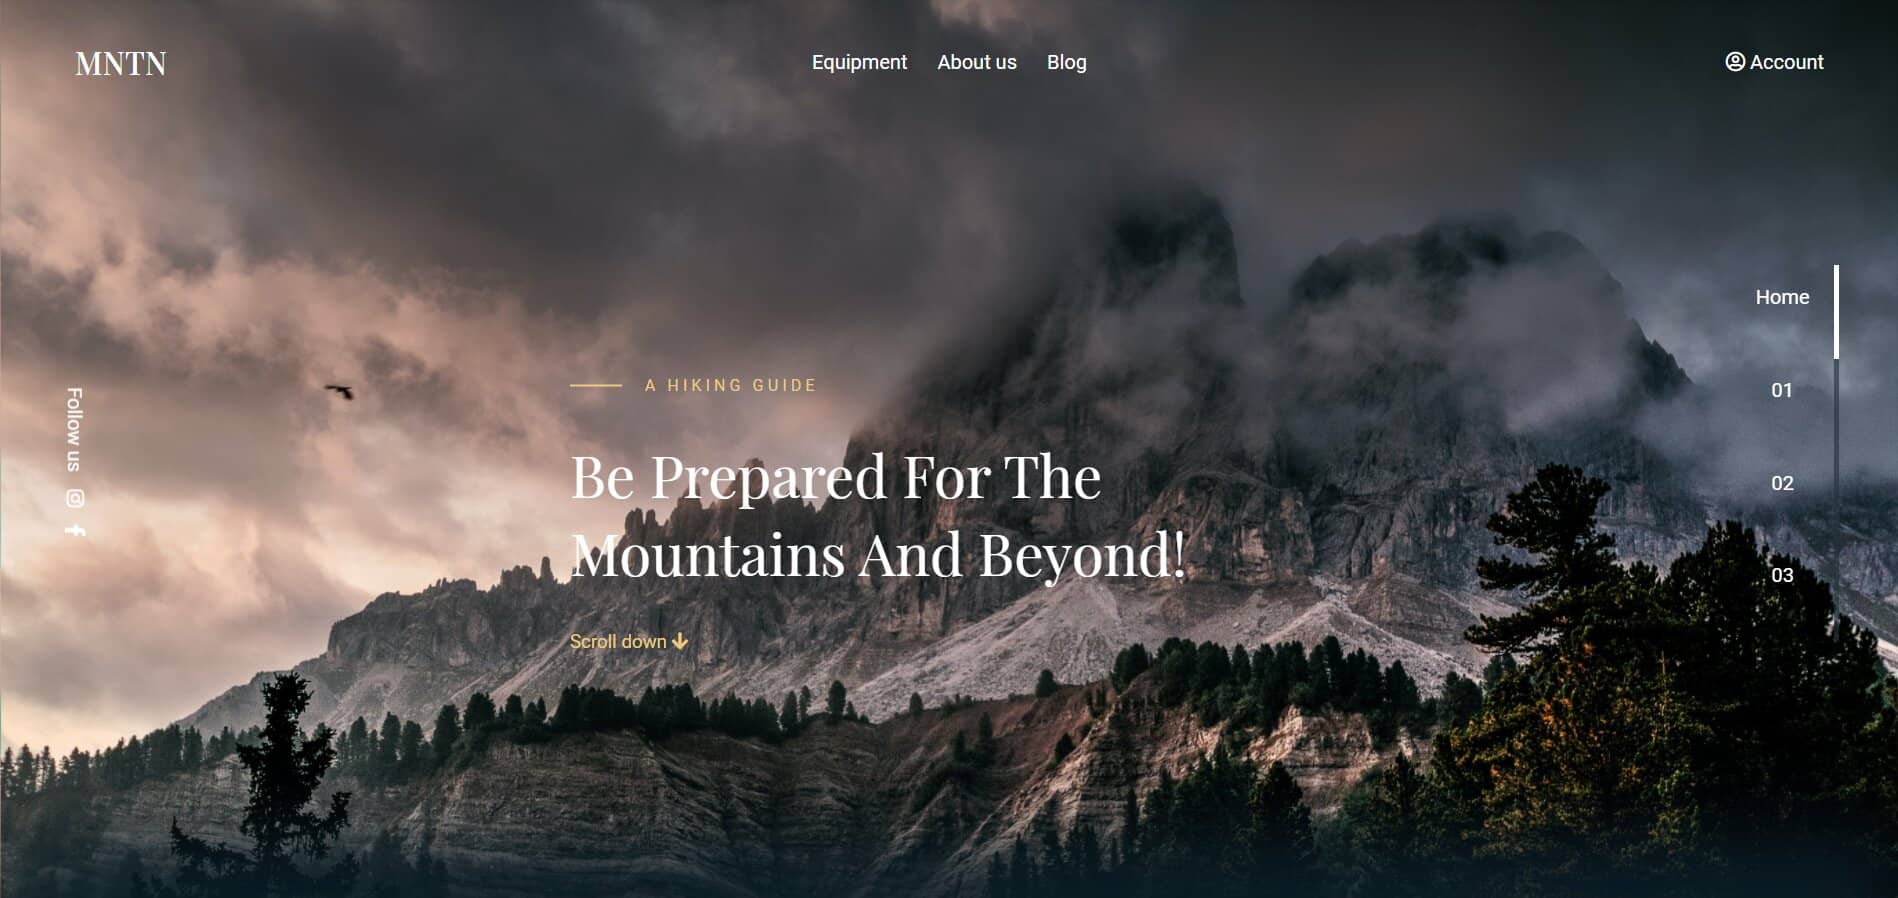 MNTN
Equipment
About us
Blog
Account
Follow us
A HIKING GUIDE
Be Prepared For The
Mountains And Beyond!
Scroll down
Home
01
02
03